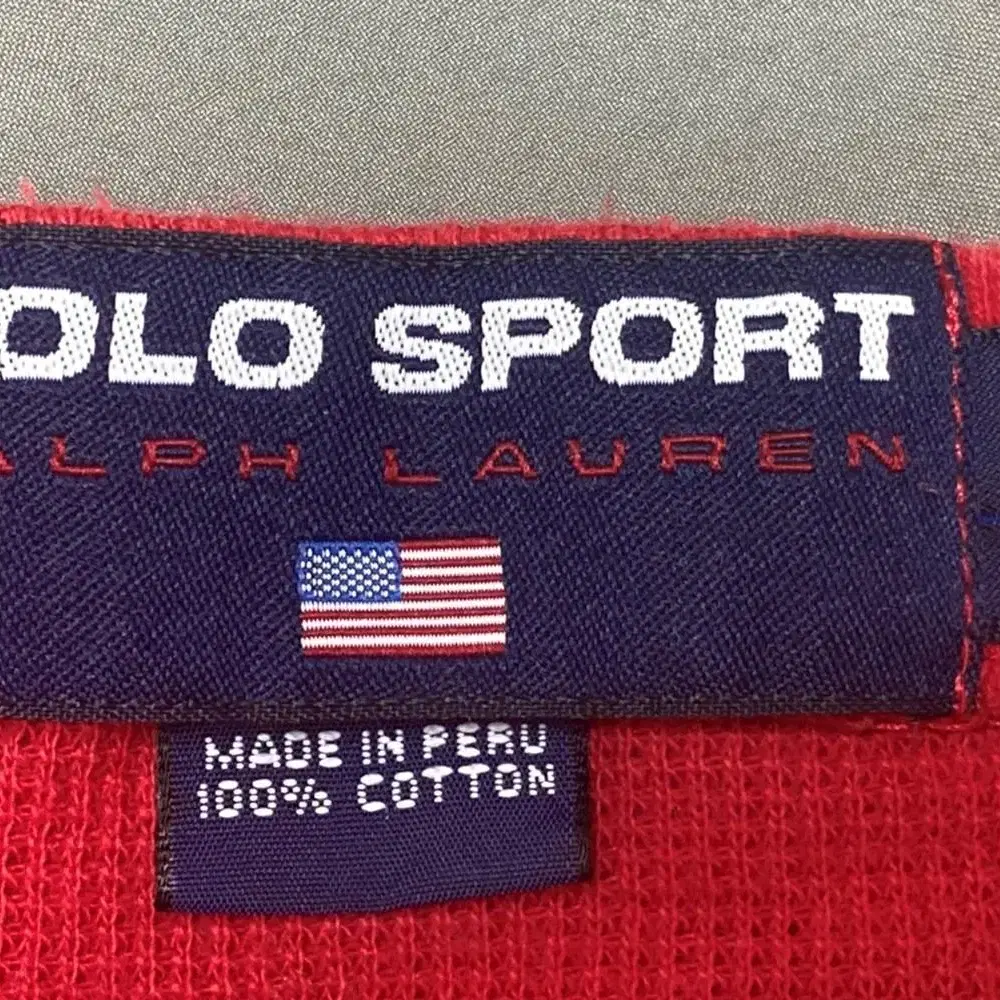 OLO SPORT
ALPH LAUREN
MADE IN PERU
100% COTTON